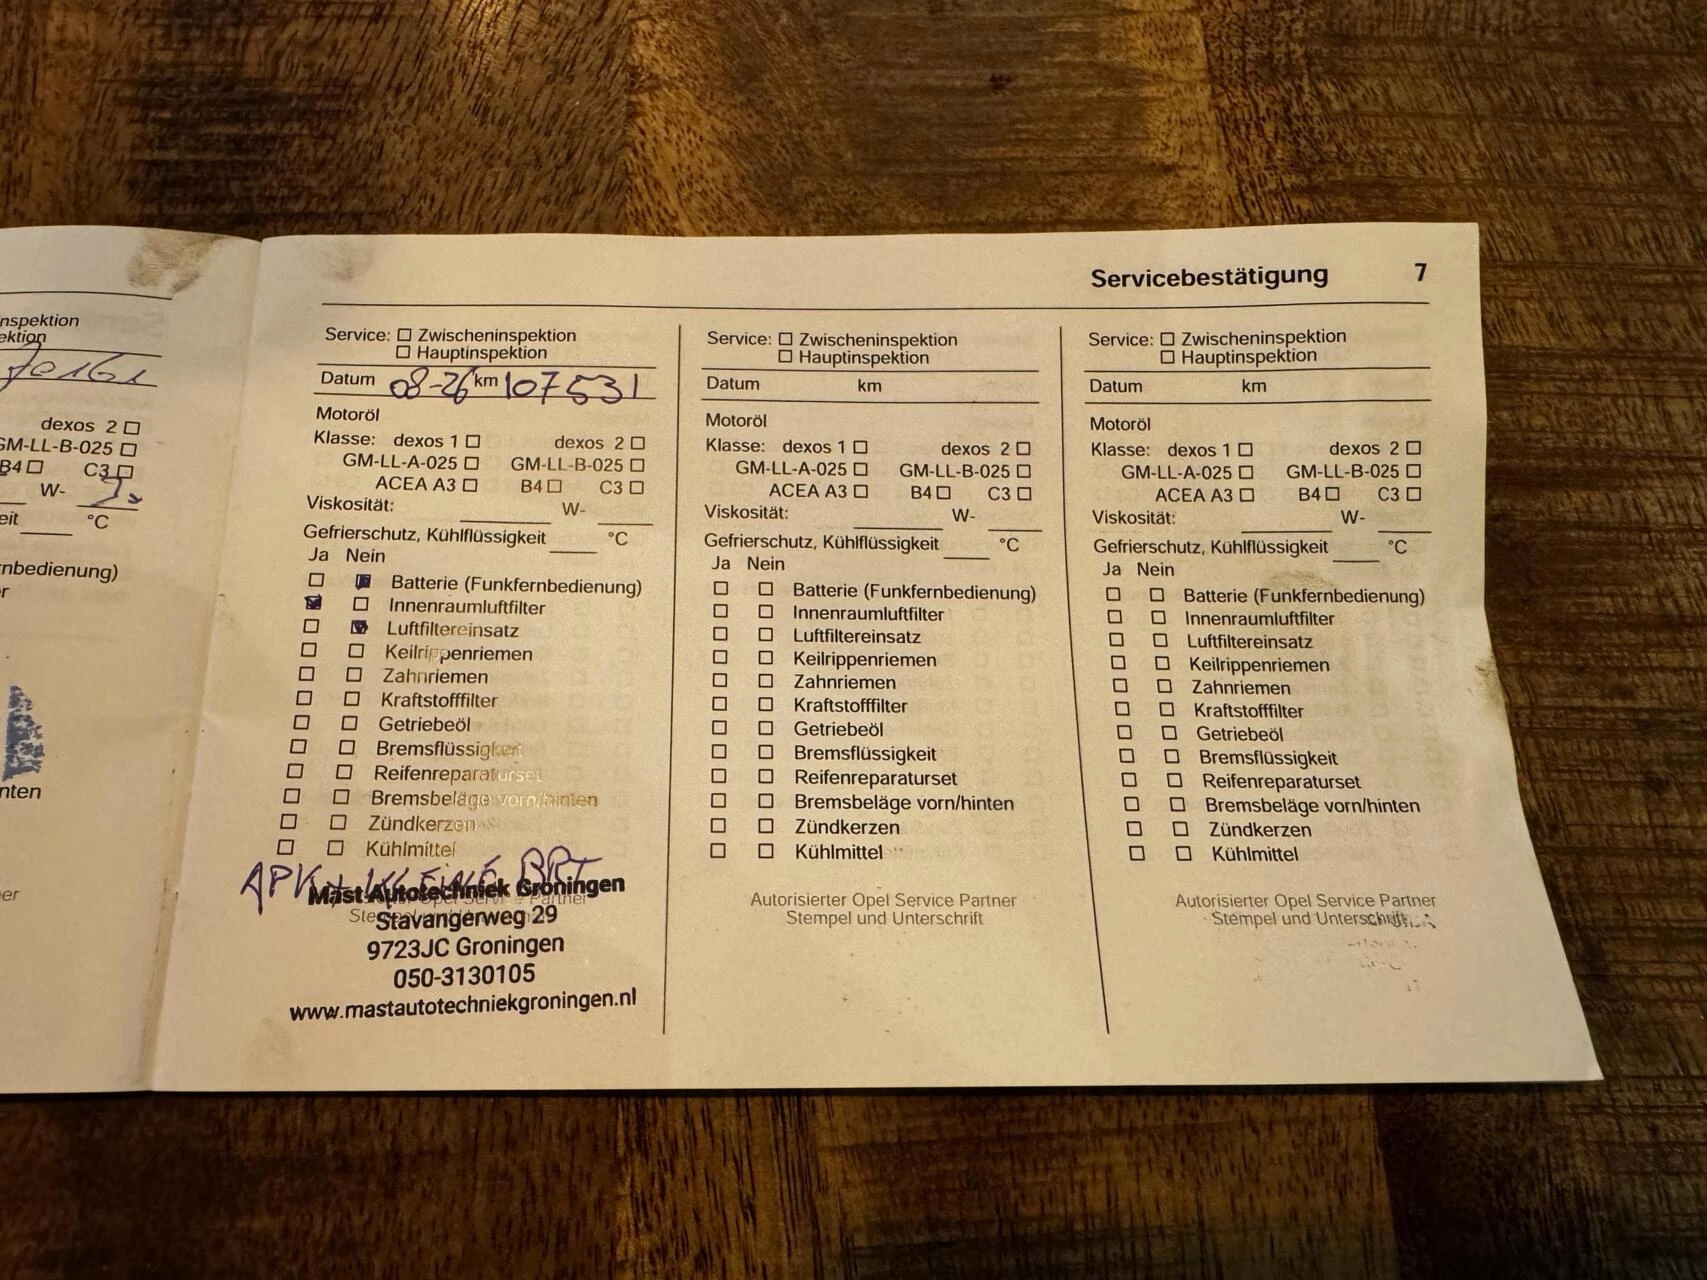 Servicebestätigung 7
nspektion
ektion
dexos 2
GM-LL-B-025
B4 C3
W-
eit °C
rnbedienung)
r
nten
er
Service: Zwischeninspektion
Hauptinspektion
Datum 08-26 km 107531
Motoröl
Klasse: dexos 1 dexos 2
GM-LL-A-025 GM-LL-B-025
ACEA A3 B4 C3
Viskosität: W-
Gefrierschutz, Kühlflüssigkeit °C
Ja Nein
Batterie (Funkfernbedienung)
Innenraumluftfilter
Luftfiltereinsatz
Keilrippenriemen
Zahnriemen
Kraftstofffilter
Getriebeöl
Bremsflüssigkeit
Reifenreparaturset
Bremsbeläge vorn/hinten
Zündkerzen
Kühlmittel
APK + KLEINE BRT
Mast Autotechniek Groningen
Stavangerweg 29
9723JC Groningen
050-3130105
www.mastautotechniekgroningen.nl
Service: Zwischeninspektion
Hauptinspektion
Datum km
Motoröl
Klasse: dexos 1 dexos 2
GM-LL-A-025 GM-LL-B-025
ACEA A3 B4 C3
Viskosität: W-
Gefrierschutz, Kühlflüssigkeit °C
Ja Nein
Batterie (Funkfernbedienung)
Innenraumluftfilter
Luftfiltereinsatz
Keilrippenriemen
Zahnriemen
Kraftstofffilter
Getriebeöl
Bremsflüssigkeit
Reifenreparaturset
Bremsbeläge vorn/hinten
Zündkerzen
Kühlmittel
Autorisierter Opel Service Partner
Stempel und Unterschrift
Service: Zwischeninspektion
Hauptinspektion
Datum km
Motoröl
Klasse: dexos 1 dexos 2
GM-LL-A-025 GM-LL-B-025
ACEA A3 B4 C3
Viskosität: W-
Gefrierschutz, Kühlflüssigkeit °C
Ja Nein
Batterie (Funkfernbedienung)
Innenraumluftfilter
Luftfiltereinsatz
Keilrippenriemen
Zahnriemen
Kraftstofffilter
Getriebeöl
Bremsflüssigkeit
Reifenreparaturset
Bremsbeläge vorn/hinten
Zündkerzen
Kühlmittel
Autorisierter Opel Service Partner
Stempel und Unterschrift